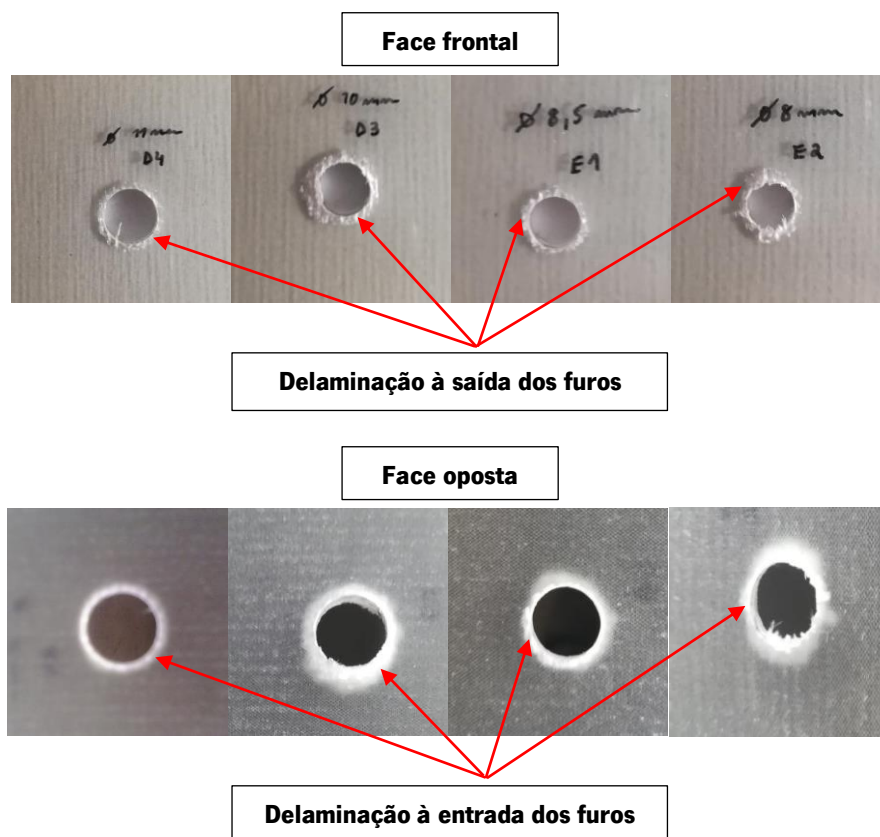 Face frontal
Ø 11 mm
D4
Ø 10 mm
D3
Ø 8,5 mm
E1
Ø 8 mm
E2
Delaminação à saída dos furos
Face oposta
Delaminação à entrada dos furos